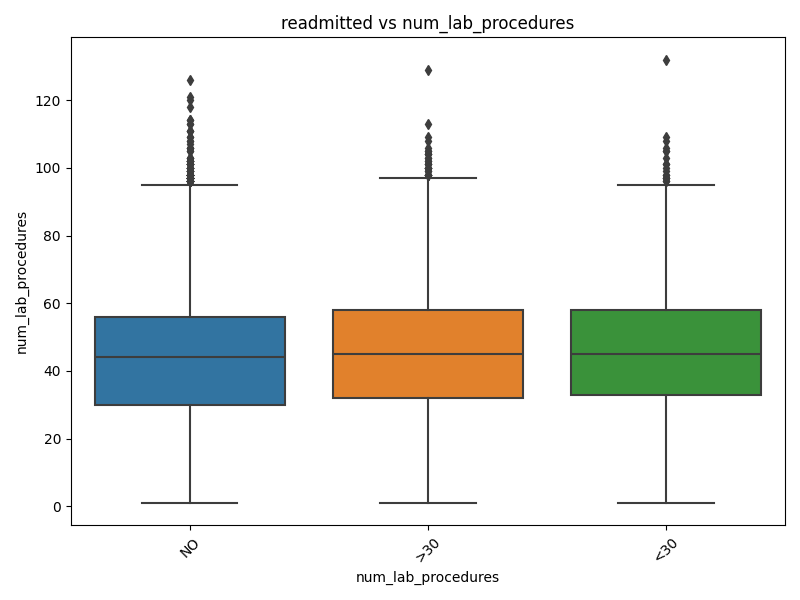 readmitted vs num_lab_procedures
120
100
80
60
40
20
0
num_lab_procedures
NO
>30
<30
num_lab_procedures